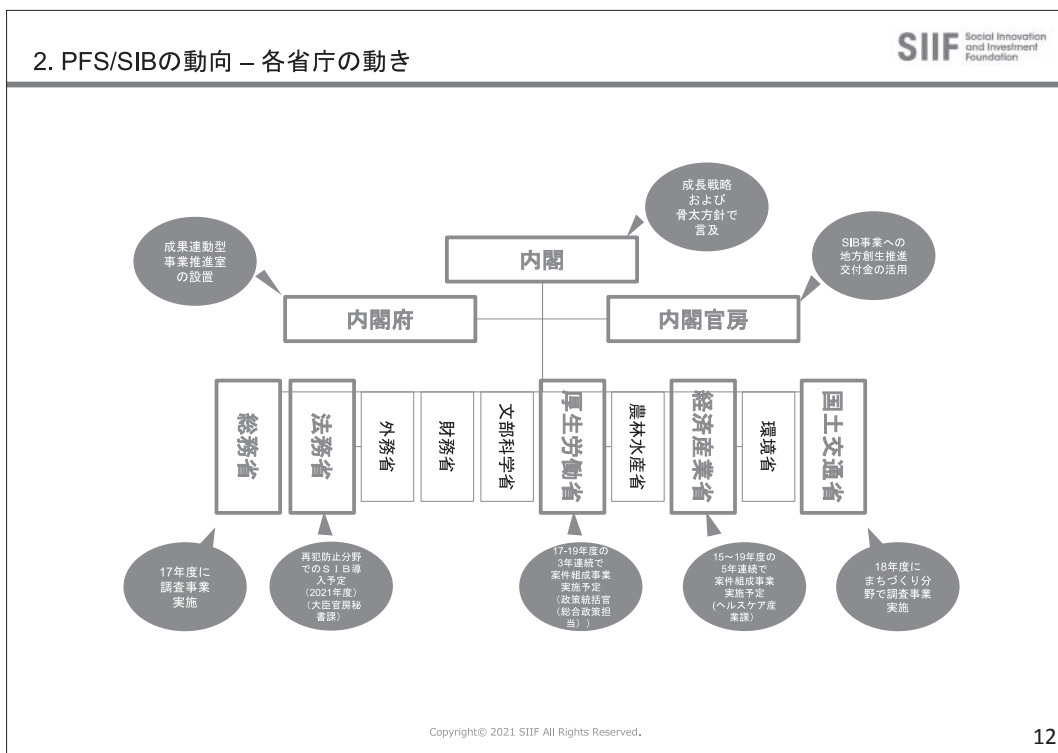 2. PFS/SIBの動向 – 各省庁の動き
SIIF Social Innovation
and Investment
Foundation
成長戦略
および
骨太方針で
言及
成果連動型
事業推進室
の設置
内閣
SIB事業への
地方創生推進
交付金の活用
内閣府
内閣官房
総務省
法務省
外務省
財務省
文部科学省
厚生労働省
農林水産省
経済産業省
環境省
国土交通省
17年度に
調査事業
実施
再犯防止分野
でのSIB導
入予定
(2021年度)
(大臣官房秘
書課)
17-19年度の
3年連続で
案件組成事業
実施予定
(政策統括官
(総合政策担
当))
15~19年度の
5年連続で
案件組成事業
実施予定
(ヘルスケア産
業課)
18年度に
まちづくり分
野で調査事業
実施
Copyright© 2021 SIIF All Rights Reserved.
12